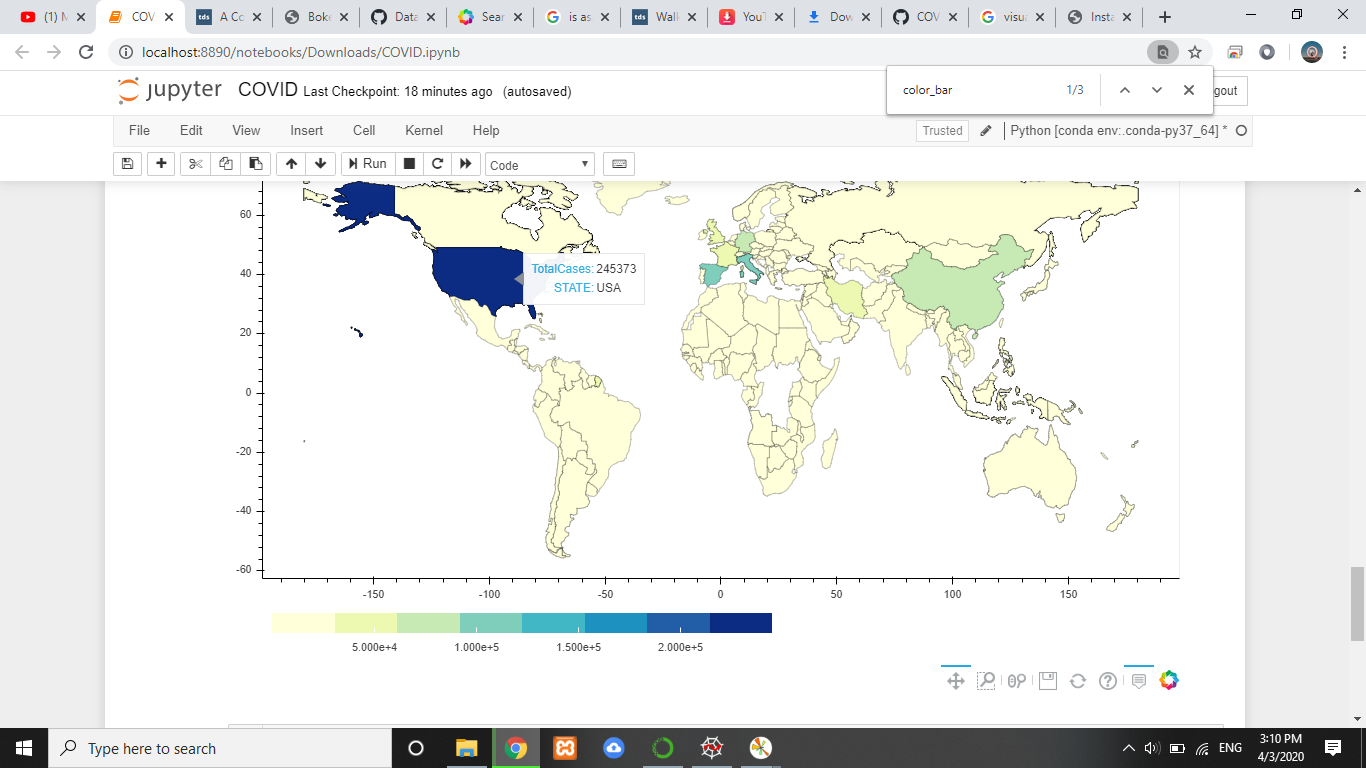 (1) M
COV
A Co
Boke
Data
Sear
is as
Wall
YouT
Dow
COV
visua
Insta
localhost:8890/notebooks/Downloads/COVID.ipynb
color_bar 1/3
jupyter COVID Last Checkpoint: 18 minutes ago (autosaved)
gout
File Edit View Insert Cell Kernel Help
Trusted Python [conda env:.conda-py37_64] *
Run Code
60
40
20
0
-20
-40
-60
TotalCases: 245373
STATE: USA
-150 -100 -50 0 50 100 150
5.000e+4 1.000e+5 1.500e+5 2.000e+5
Type here to search
ENG
3:10 PM
4/3/2020